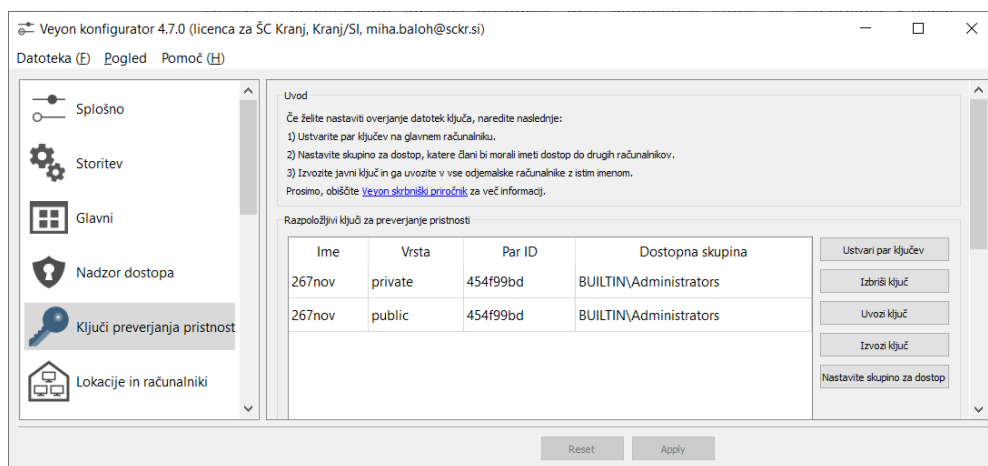 Veyon konfigurator 4.7.0 (licenca za ŠC Kranj, Kranj/SI, miha.baloh@sckr.si)
Datoteka (F) Pogled Pomoč (H)
Splošno
Storitev
Glavni
Nadzor dostopa
Ključi preverjanja pristnost
Lokacije in računalniki
Uvod
Če želite nastaviti overjanje datotek ključa, naredite naslednje:
1) Ustvarite par ključev na glavnem računalniku.
2) Nastavite skupino za dostop, katere člani bi morali imeti dostop do drugih računalnikov.
3) Izvozite javni ključ in ga uvozite v vse odjemalske računalnike z istim imenom.
Prosimo, obiščite Veyon skrbniški priročnik za več informacij.
Razpoložljivi ključi za preverjanje pristnosti
Ime Vrsta Par ID Dostopna skupina
267nov private 454f99bd BUILTIN\Administrators
267nov public 454f99bd BUILTIN\Administrators
Ustvari par ključev
Izbriši ključ
Uvozi ključ
Izvozi ključ
Nastavite skupino za dostop
Reset Apply